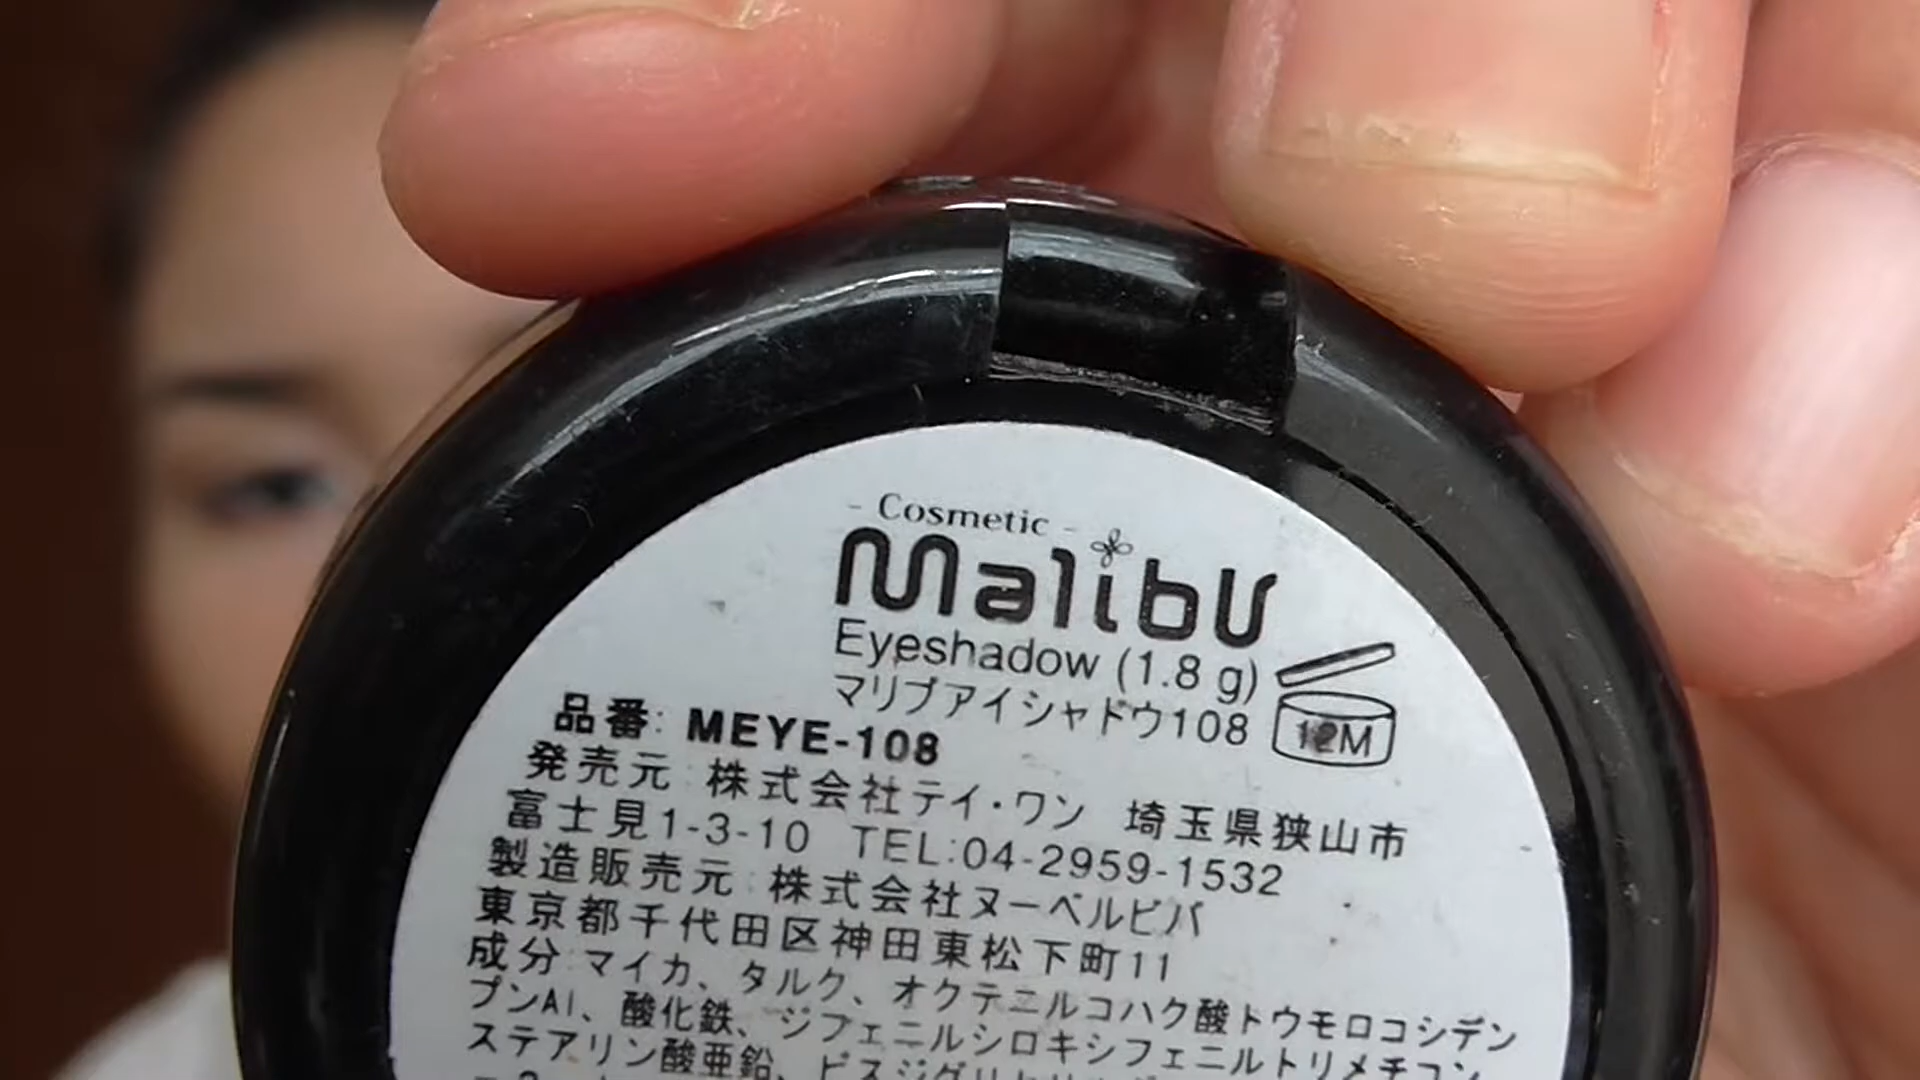 - Cosmetic -
Malibu
Eyeshadow (1.8 g)
マリブアイシャドウ108
12M
品番: MEYE-108
発売元 株式会社テイ・ワン 埼玉県狭山市
富士見1-3-10 TEL:04-2959-1532
製造販売元 株式会社ヌーベルビバ
東京都千代田区神田東松下町11
成分:マイカ、タルク、オクテニルコハク酸トウモロコシデン
プンAl、酸化鉄、ジフェニルシロキシフェニルトリメチコン
ステアリン酸亜鉛、